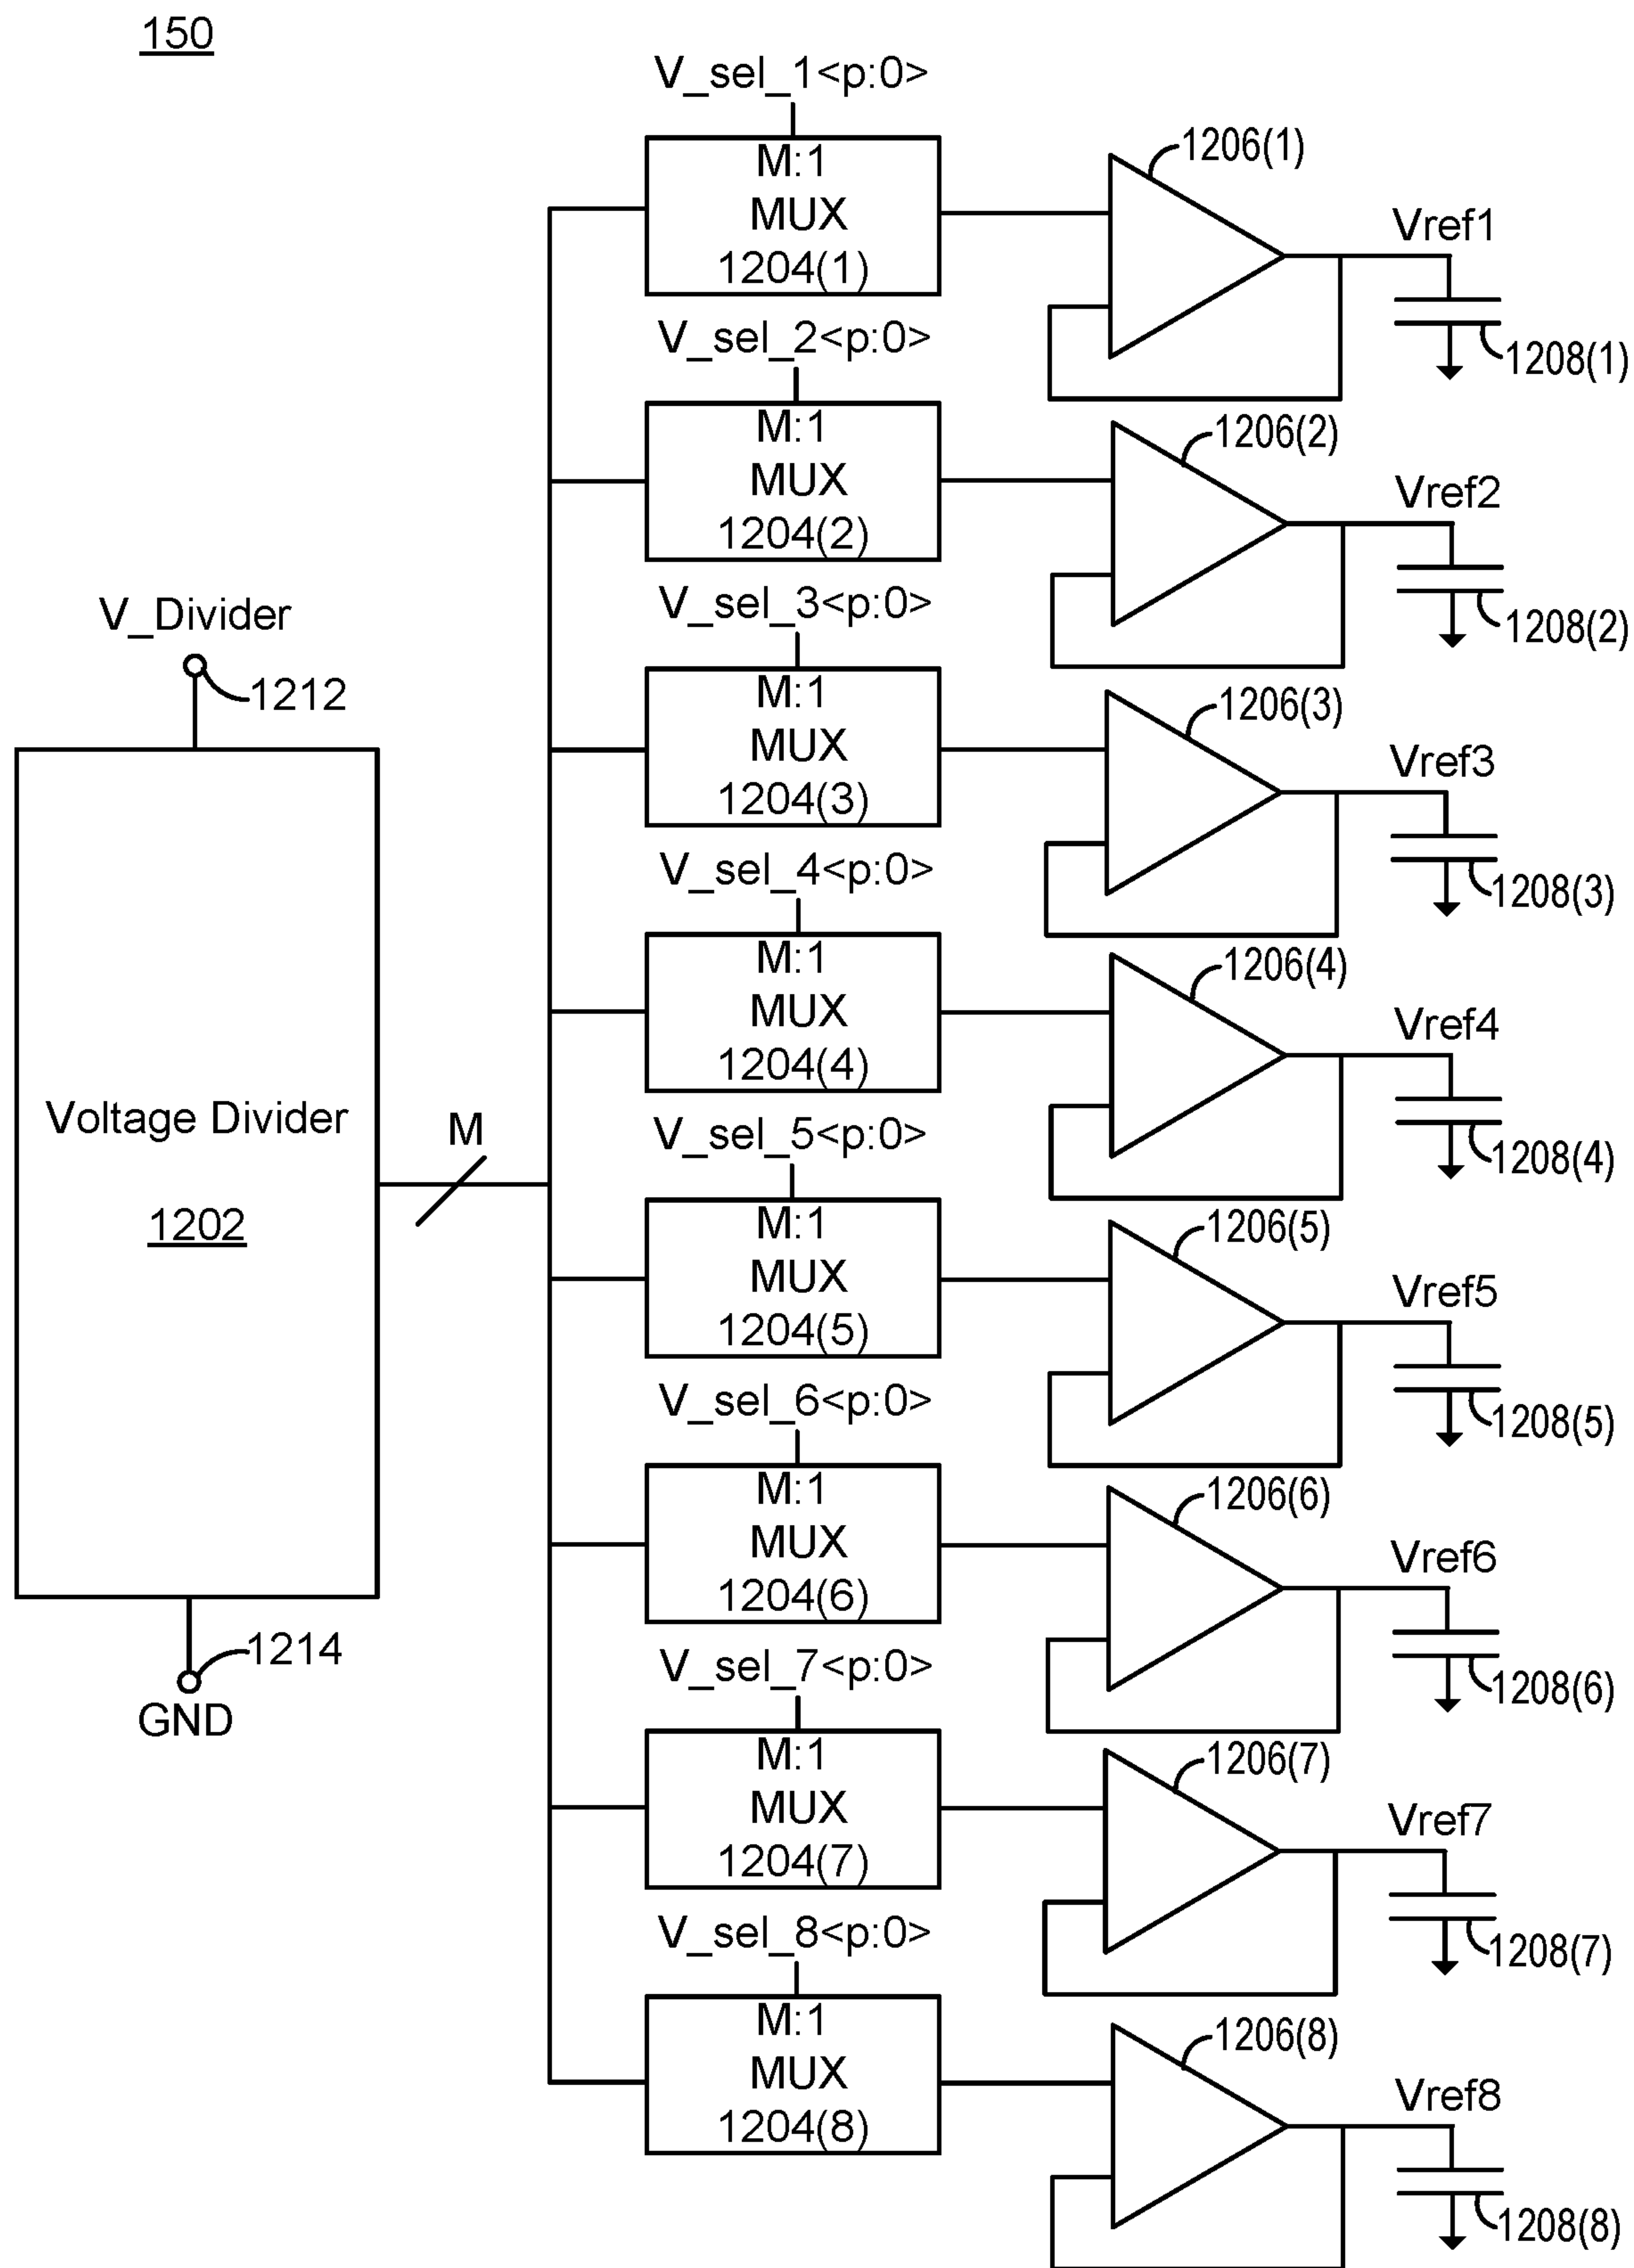 150
V_sel_1<p:0>
M:1
MUX
1204(1)
1206(1)
Vref1
1208(1)
V_sel_2<p:0>
M:1
MUX
1204(2)
1206(2)
Vref2
1208(2)
V_sel_3<p:0>
M:1
MUX
1204(3)
1206(3)
Vref3
1208(3)
V_sel_4<p:0>
M:1
MUX
1204(4)
1206(4)
Vref4
1208(4)
V_sel_5<p:0>
M:1
MUX
1204(5)
1206(5)
Vref5
1208(5)
V_sel_6<p:0>
M:1
MUX
1204(6)
1206(6)
Vref6
1208(6)
V_sel_7<p:0>
M:1
MUX
1204(7)
1206(7)
Vref7
1208(7)
V_sel_8<p:0>
M:1
MUX
1204(8)
1206(8)
Vref8
1208(8)
V_Divider
1212
Voltage Divider
1202
M
1214
GND